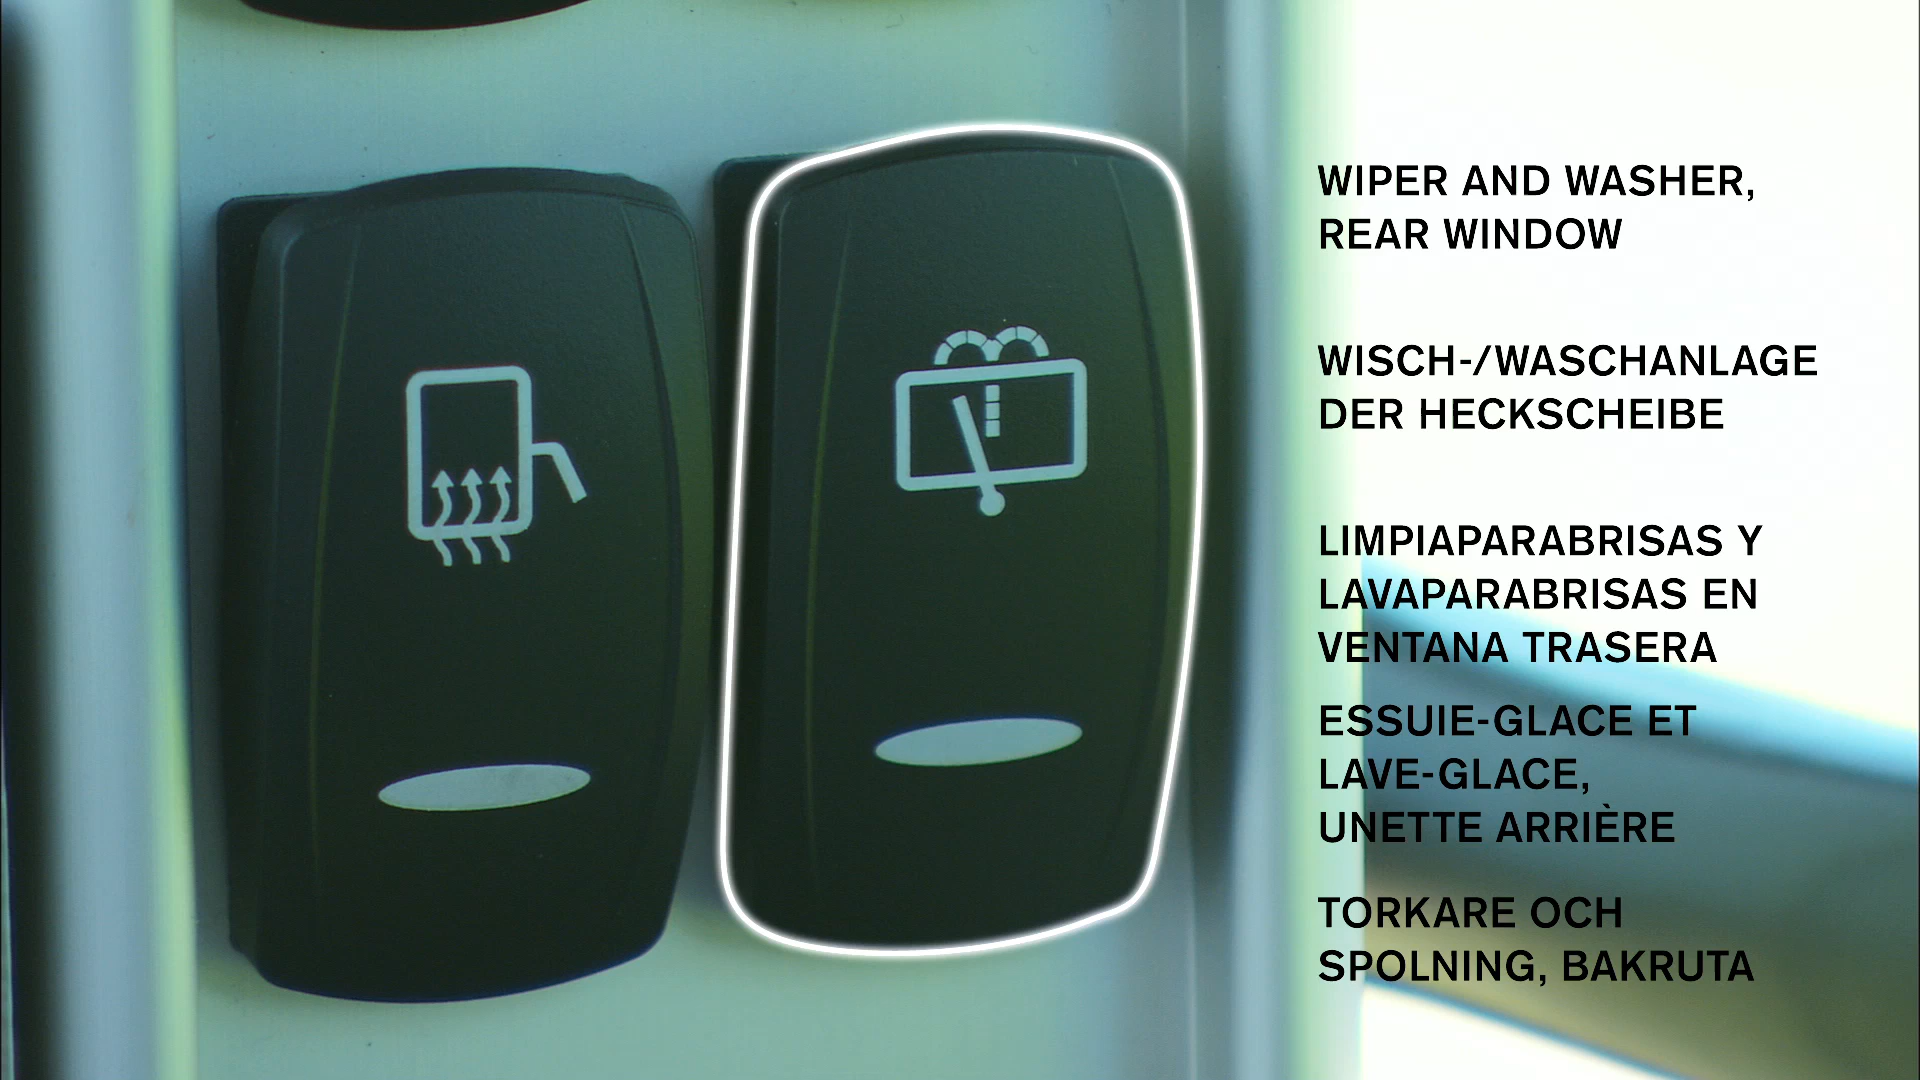 WIPER AND WASHER,
REAR WINDOW
WISCH-/WASCHANLAGE
DER HECKSCHEIBE
LIMPIAPARABRISAS Y
LAVAPARABRISAS EN
VENTANA TRASERA
ESSUIE-GLACE ET
LAVE-GLACE,
UNETTE ARRIÈRE
TORKARE OCH
SPOLNING, BAKRUTA